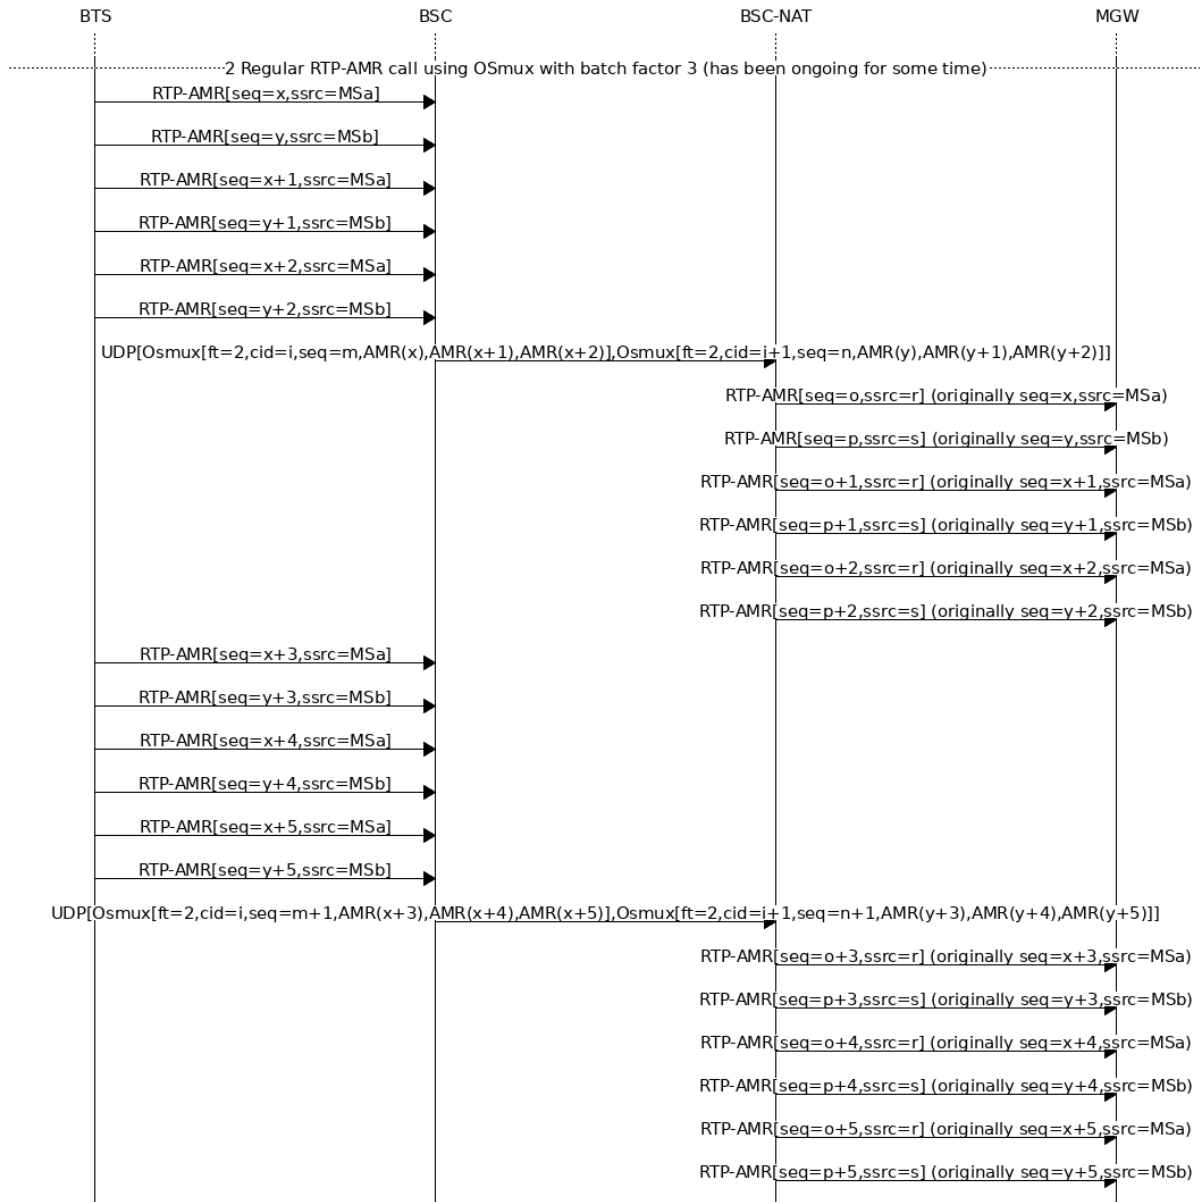 BTS BSC BSC-NAT MGW
2 Regular RTP-AMR call using OSmux with batch factor 3 (has been ongoing for some time)
RTP-AMR[seq=x,ssrc=MSa]
RTP-AMR[seq=y,ssrc=MSb]
RTP-AMR[seq=x+1,ssrc=MSa]
RTP-AMR[seq=y+1,ssrc=MSb]
RTP-AMR[seq=x+2,ssrc=MSa]
RTP-AMR[seq=y+2,ssrc=MSb]
UDP[Osmux[ft=2,cid=i,seq=m,AMR(x),AMR(x+1),AMR(x+2)],Osmux[ft=2,cid=i+1,seq=n,AMR(y),AMR(y+1),AMR(y+2)]]
RTP-AMR[seq=o,ssrc=r] (originally seq=x,ssrc=MSa)
RTP-AMR[seq=p,ssrc=s] (originally seq=y,ssrc=MSb)
RTP-AMR[seq=o+1,ssrc=r] (originally seq=x+1,ssrc=MSa)
RTP-AMR[seq=p+1,ssrc=s] (originally seq=y+1,ssrc=MSb)
RTP-AMR[seq=o+2,ssrc=r] (originally seq=x+2,ssrc=MSa)
RTP-AMR[seq=p+2,ssrc=s] (originally seq=y+2,ssrc=MSb)
RTP-AMR[seq=x+3,ssrc=MSa]
RTP-AMR[seq=y+3,ssrc=MSb]
RTP-AMR[seq=x+4,ssrc=MSa]
RTP-AMR[seq=y+4,ssrc=MSb]
RTP-AMR[seq=x+5,ssrc=MSa]
RTP-AMR[seq=y+5,ssrc=MSb]
UDP[Osmux[ft=2,cid=i,seq=m+1,AMR(x+3),AMR(x+4),AMR(x+5)],Osmux[ft=2,cid=i+1,seq=n+1,AMR(y+3),AMR(y+4),AMR(y+5)]]
RTP-AMR[seq=o+3,ssrc=r] (originally seq=x+3,ssrc=MSa)
RTP-AMR[seq=p+3,ssrc=s] (originally seq=y+3,ssrc=MSb)
RTP-AMR[seq=o+4,ssrc=r] (originally seq=x+4,ssrc=MSa)
RTP-AMR[seq=p+4,ssrc=s] (originally seq=y+4,ssrc=MSb)
RTP-AMR[seq=o+5,ssrc=r] (originally seq=x+5,ssrc=MSa)
RTP-AMR[seq=p+5,ssrc=s] (originally seq=y+5,ssrc=MSb)